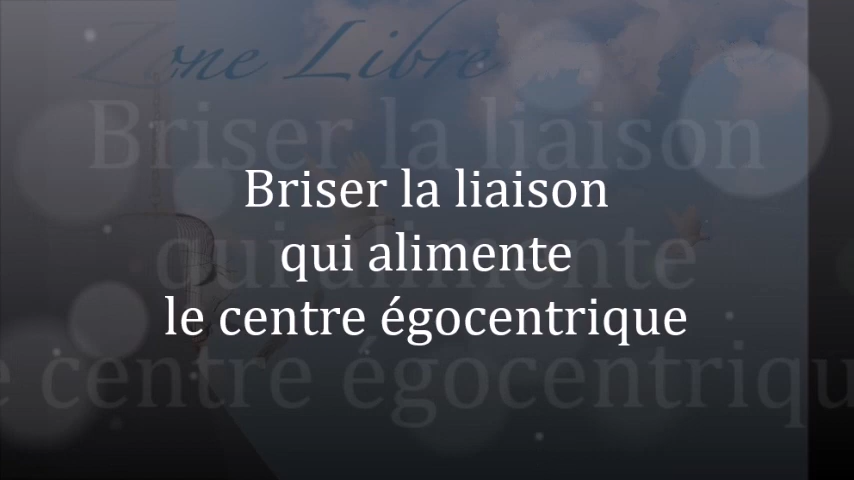 Zone Libre
Briser la liaison
qui alimente
le centre égocentrique